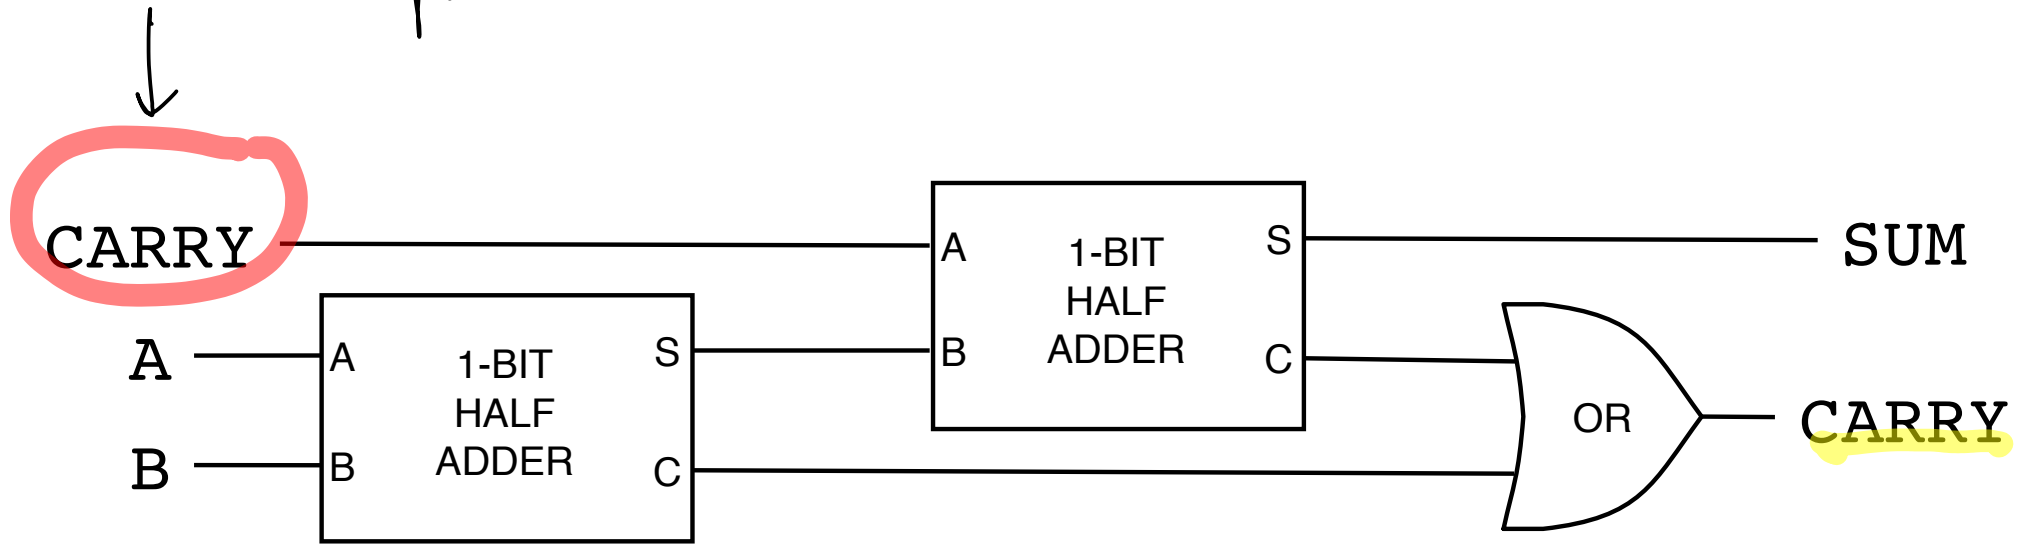 CARRY
A
B
A
B
1-BIT
HALF
ADDER
S
C
A
B
1-BIT
HALF
ADDER
S
C
OR
SUM
CARRY